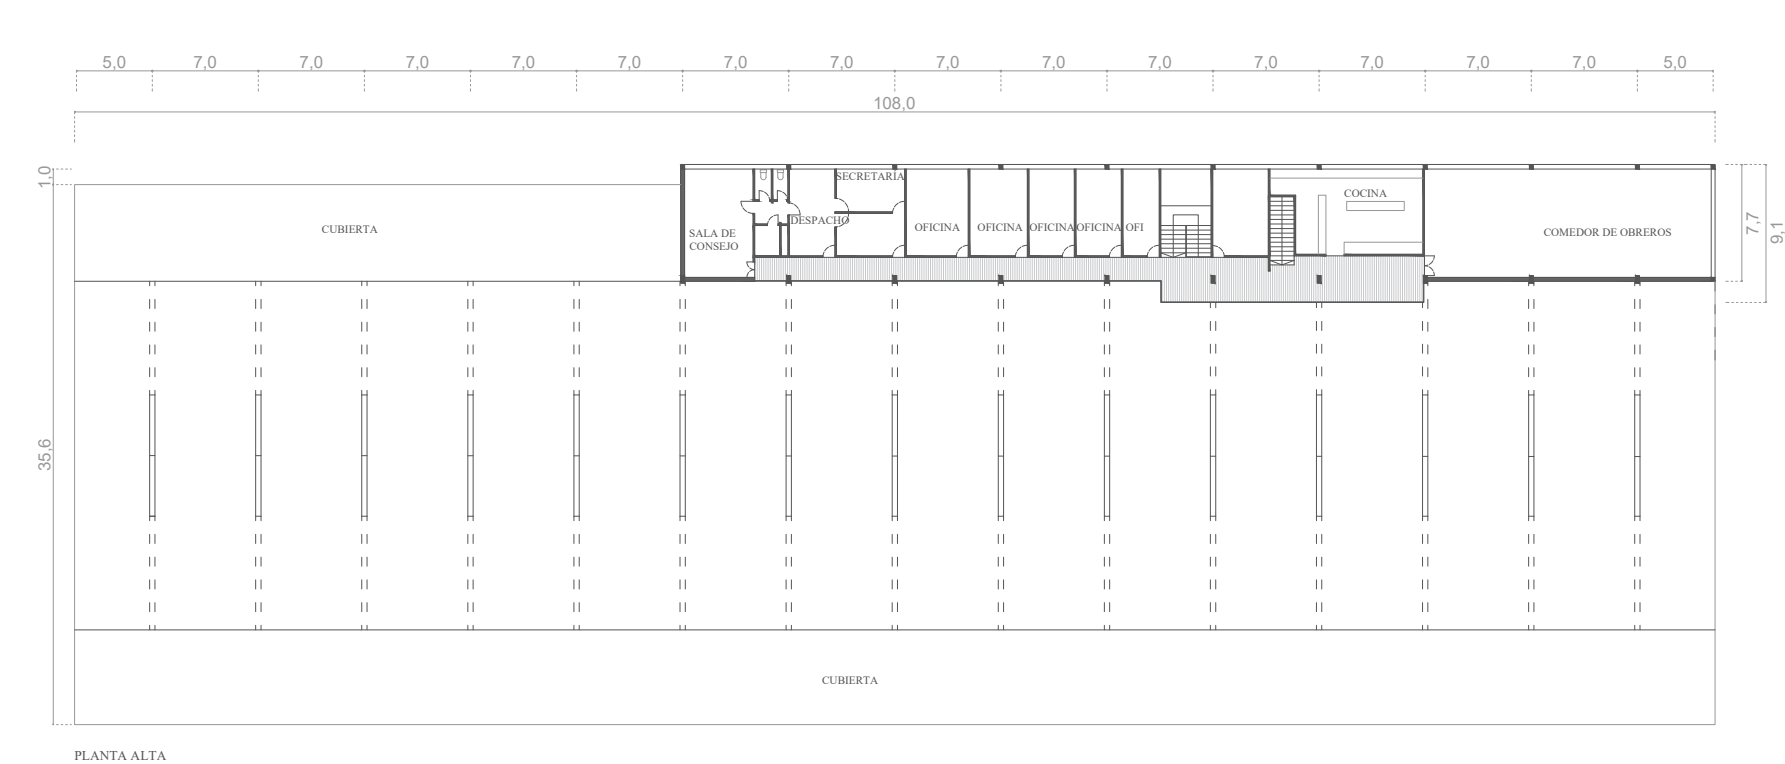 5,0 7,0 7,0 7,0 7,0 7,0 7,0 7,0 7,0 7,0 7,0 7,0 7,0 7,0 7,0 5,0
108,0
1,0
SECRETARÍA
COCINA
DESPACHO
CUBIERTA
SALA DE
CONSEJO
OFICINA OFICINA OFICINA OFICINA OFI
COMEDOR DE OBREROS
7,7
9,1
35,6
CUBIERTA
PLANTA ALTA